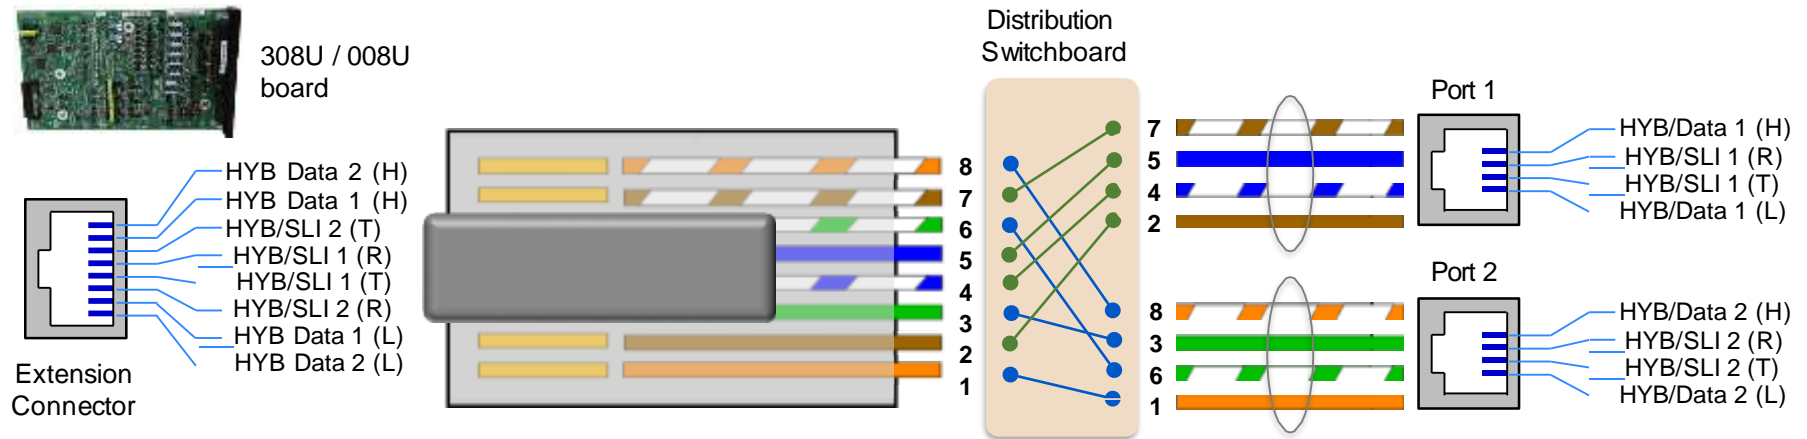 308U / 008U
board
HYB Data 2 (H)
HYB Data 1 (H)
HYB/SLI 2 (T)
HYB/SLI 1 (R)
HYB/SLI 1 (T)
HYB/SLI 2 (R)
HYB Data 1 (L)
HYB Data 2 (L)
Extension
Connector
8
7
6
5
4
3
2
1
Distribution
Switchboard
7
5
4
2
8
3
6
1
Port 1
HYB/Data 1 (H)
HYB/SLI 1 (R)
HYB/SLI 1 (T)
HYB/Data 1 (L)
Port 2
HYB/Data 2 (H)
HYB/SLI 2 (R)
HYB/SLI 2 (T)
HYB/Data 2 (L)